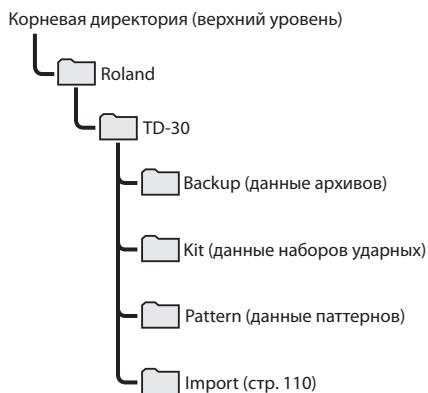 Корневая директория (верхний уровень)
Roland
TD-30
Backup (данные архивов)
Kit (данные наборов ударных)
Pattern (данные паттернов)
Import (стр. 110)